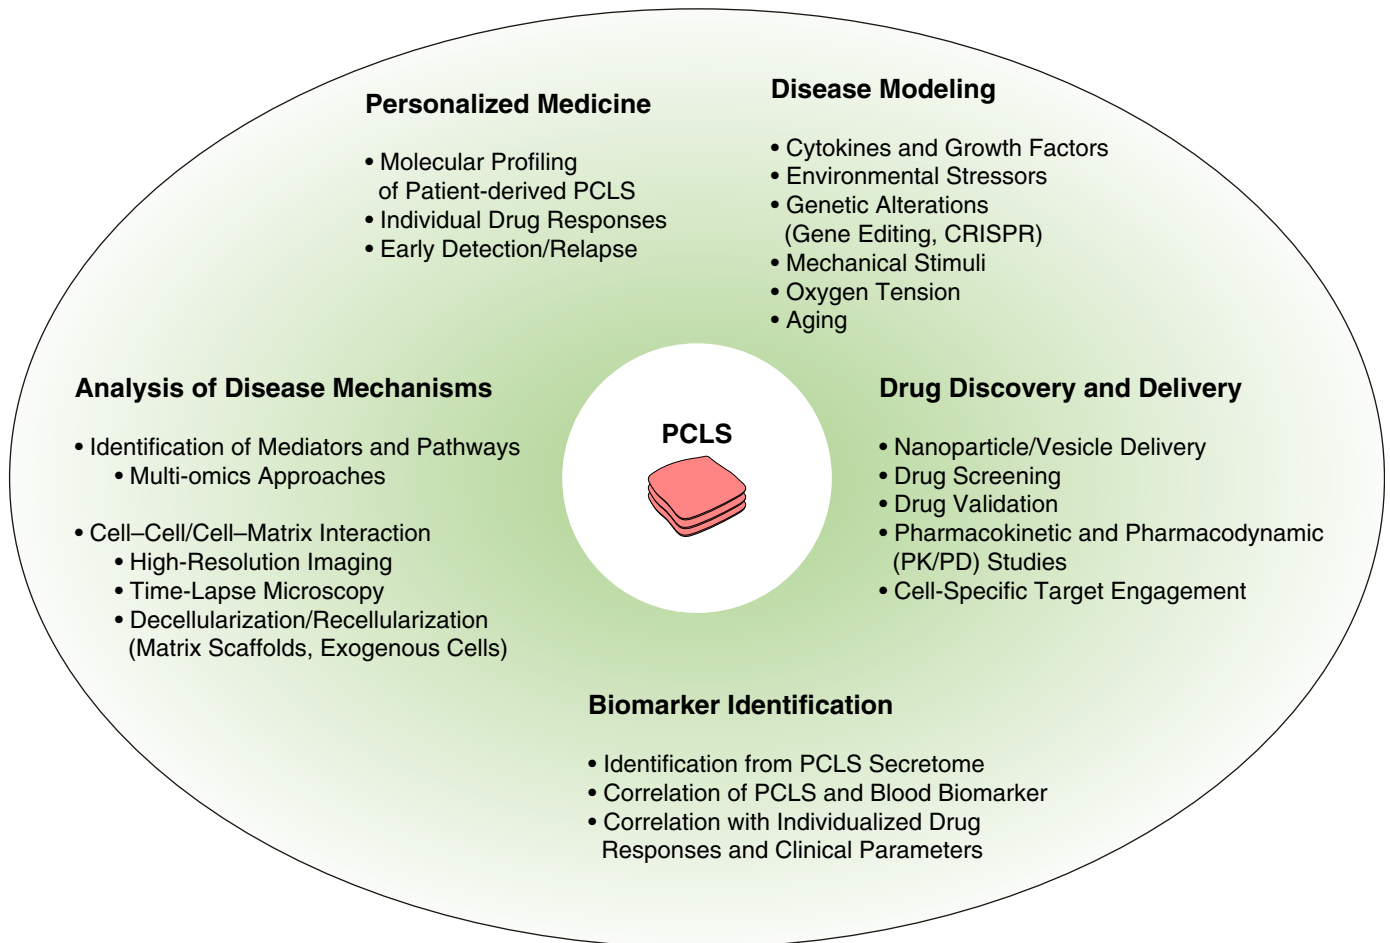 Personalized Medicine
• Molecular Profiling
of Patient-derived PCLS
• Individual Drug Responses
• Early Detection/Relapse
Disease Modeling
• Cytokines and Growth Factors
• Environmental Stressors
• Genetic Alterations
(Gene Editing, CRISPR)
• Mechanical Stimuli
• Oxygen Tension
• Aging
Analysis of Disease Mechanisms
• Identification of Mediators and Pathways
• Multi-omics Approaches
• Cell–Cell/Cell–Matrix Interaction
• High-Resolution Imaging
• Time-Lapse Microscopy
• Decellularization/Recellularization
(Matrix Scaffolds, Exogenous Cells)
PCLS
Drug Discovery and Delivery
• Nanoparticle/Vesicle Delivery
• Drug Screening
• Drug Validation
• Pharmacokinetic and Pharmacodynamic
(PK/PD) Studies
• Cell-Specific Target Engagement
Biomarker Identification
• Identification from PCLS Secretome
• Correlation of PCLS and Blood Biomarker
• Correlation with Individualized Drug
Responses and Clinical Parameters